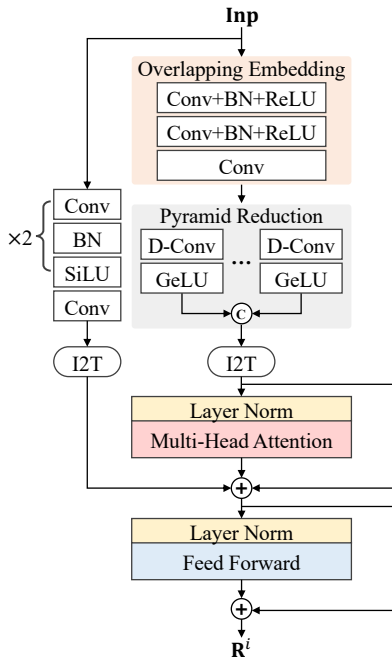 Inp
Overlapping Embedding
Conv+BN+ReLU
Conv+BN+ReLU
Conv
×2
Conv
BN
SiLU
Conv
I2T
Pyramid Reduction
D-Conv ... D-Conv
GeLU GeLU
C
I2T
Layer Norm
Multi-Head Attention
+
Layer Norm
Feed Forward
+
R^i